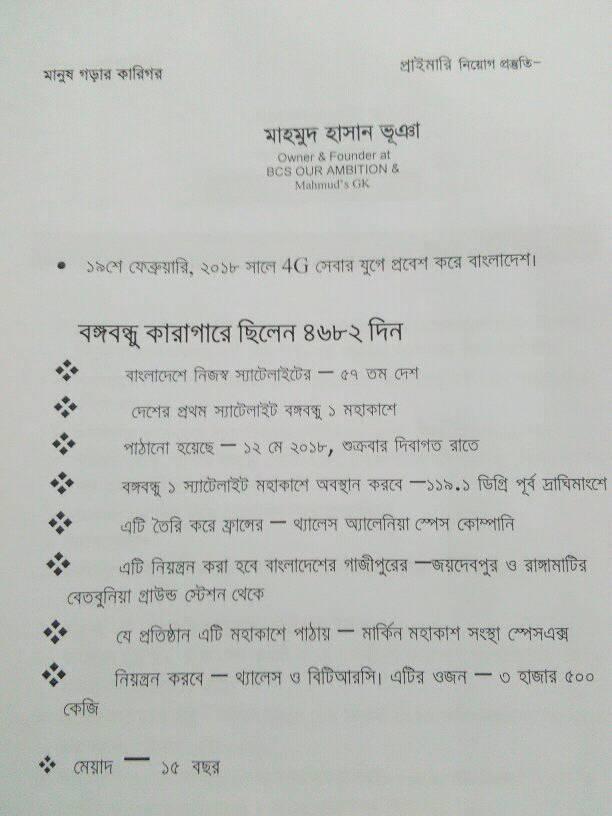 মানুষ গড়ার কারিগর
প্রাইমারি নিয়োগ প্রস্তুতি-
মাহমুদ হাসান ভূঞা
Owner & Founder at
BCS OUR AMBITION &
Mahmud's GK
• ১৯শে ফেব্রুয়ারি, ২০১৮ সালে 4G সেবার যুগে প্রবেশ করে বাংলাদেশ।
বঙ্গবন্ধু কারাগারে ছিলেন ৪৬৮২ দিন
❖ বাংলাদেশে নিজস্ব স্যাটেলাইটের — ৫৭ তম দেশ
❖ দেশের প্রথম স্যাটেলাইট বঙ্গবন্ধু ১ মহাকাশে
❖ পাঠানো হয়েছে — ১২ মে ২০১৮, শুক্রবার দিবাগত রাতে
❖ বঙ্গবন্ধু ১ স্যাটেলাইট মহাকাশে অবস্থান করবে —১১৯.১ ডিগ্রি পূর্ব দ্রাঘিমাংশে
❖ এটি তৈরি করে ফ্রান্সের — থ্যালেস অ্যালেনিয়া স্পেস কোম্পানি
❖ এটি নিয়ন্ত্রন করা হবে বাংলাদেশের গাজীপুরের —জয়দেবপুর ও রাঙ্গামাটির
বেতবুনিয়া গ্রাউন্ড স্টেশন থেকে
❖ যে প্রতিষ্ঠান এটি মহাকাশে পাঠায় — মার্কিন মহাকাশ সংস্থা স্পেসএক্স
❖ নিয়ন্ত্রন করবে — থ্যালেস ও বিটিআরসি। এটির ওজন — ৩ হাজার ৫০০
কেজি
❖ মেয়াদ — ১৫ বছর